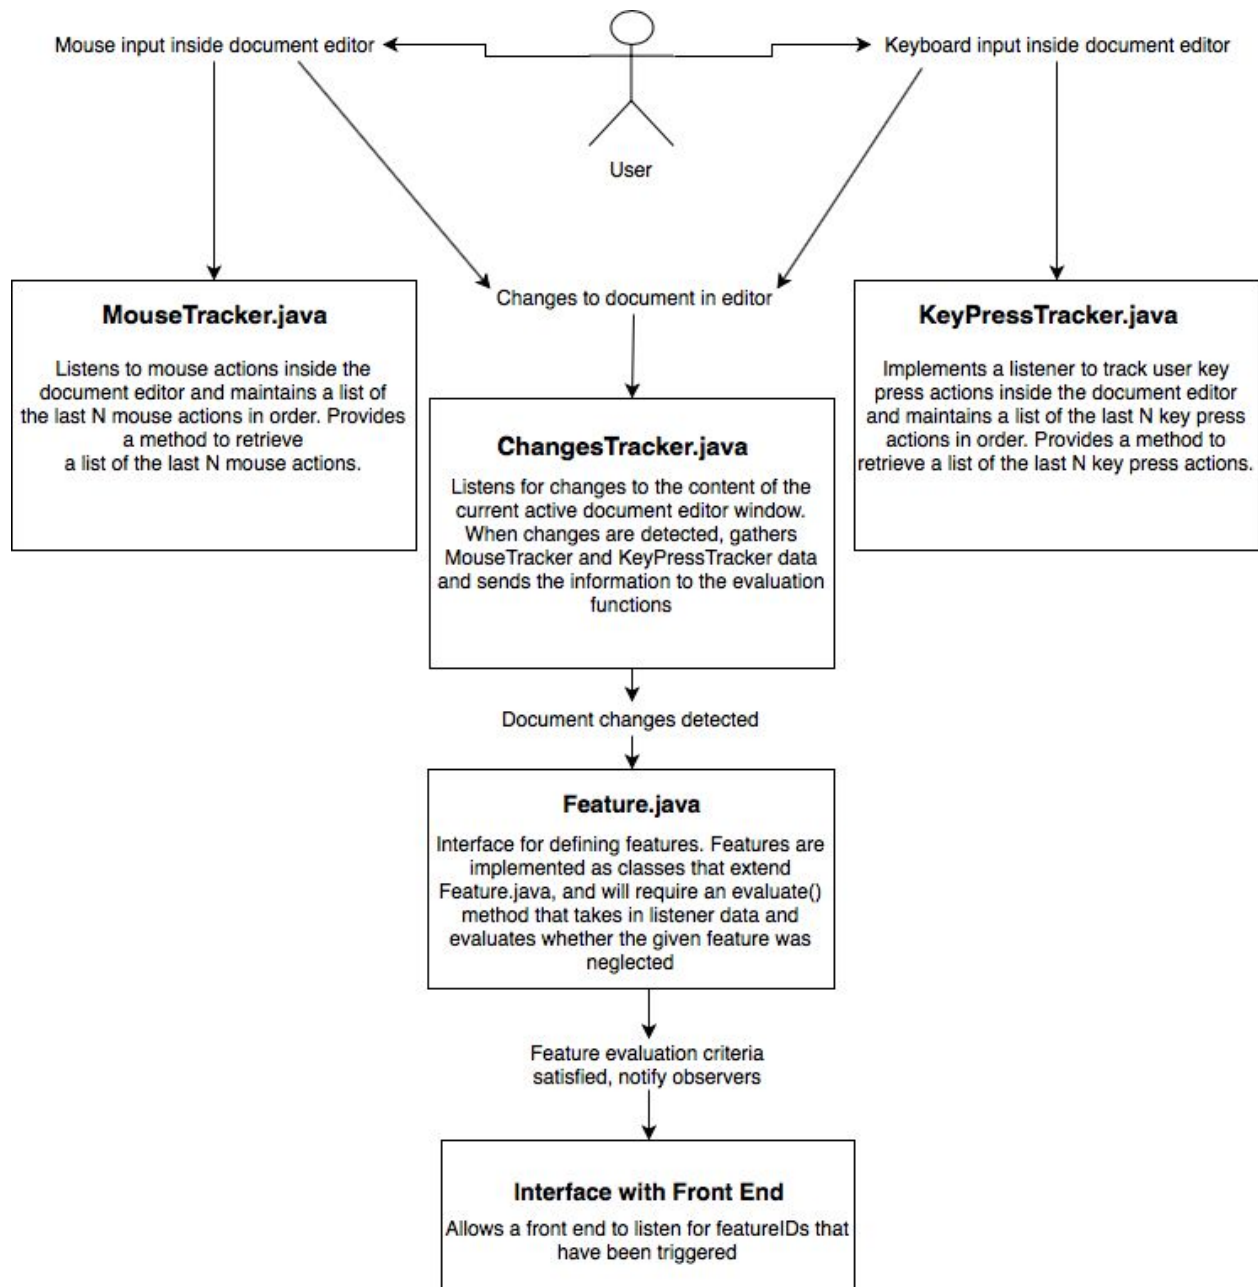 Mouse input inside document editor
Keyboard input inside document editor
User
Changes to document in editor
MouseTracker.java
Listens to mouse actions inside the
document editor and maintains a list of
the last N mouse actions in order. Provides
a method to retrieve
a list of the last N mouse actions.
KeyPressTracker.java
Implements a listener to track user key
press actions inside the document editor
and maintains a list of the last N key press
actions in order. Provides a method to
retrieve a list of the last N key press actions.
ChangesTracker.java
Listens for changes to the content of the
current active document editor window.
When changes are detected, gathers
MouseTracker and KeyPressTracker data
and sends the information to the evaluation
functions
Document changes detected
Feature.java
Interface for defining features. Features are
implemented as classes that extend
Feature.java, and will require an evaluate()
method that takes in listener data and
evaluates whether the given feature was
neglected
Feature evaluation criteria
satisfied, notify observers
Interface with Front End
Allows a front end to listen for featureIDs that
have been triggered